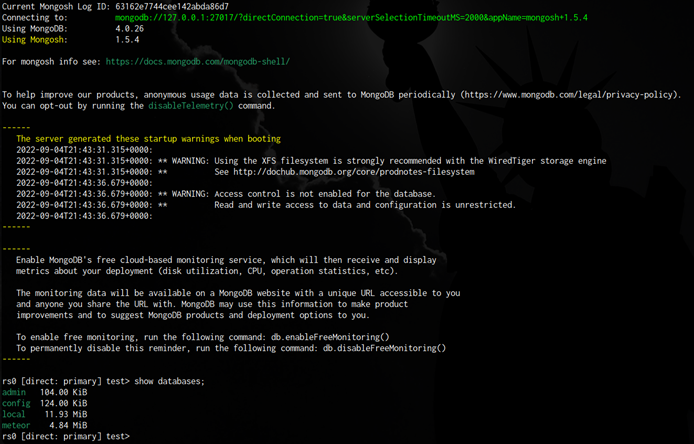 Current Mongosh Log ID: 63162e7744cee142abda86d7
Connecting to: mongodb://127.0.0.1:27017/?directConnection=true&serverSelectionTimeoutMS=2000&appName=mongosh+1.5.4
Using MongoDB: 4.0.26
Using Mongosh: 1.5.4
For mongosh info see: https://docs.mongodb.com/mongodb-shell/
To help improve our products, anonymous usage data is collected and sent to MongoDB periodically (https://www.mongodb.com/legal/privacy-policy).
You can opt-out by running the disableTelemetry() command.
------
The server generated these startup warnings when booting
2022-09-04T21:43:31.315+0000:
2022-09-04T21:43:31.315+0000: ** WARNING: Using the XFS filesystem is strongly recommended with the WiredTiger storage engine
2022-09-04T21:43:31.315+0000: ** See http://dochub.mongodb.org/core/prodnotes-filesystem
2022-09-04T21:43:36.679+0000:
2022-09-04T21:43:36.679+0000: ** WARNING: Access control is not enabled for the database.
2022-09-04T21:43:36.679+0000: ** Read and write access to data and configuration is unrestricted.
2022-09-04T21:43:36.679+0000:
------
------
Enable MongoDB's free cloud-based monitoring service, which will then receive and display
metrics about your deployment (disk utilization, CPU, operation statistics, etc).
The monitoring data will be available on a MongoDB website with a unique URL accessible to you
and anyone you share the URL with. MongoDB may use this information to make product
improvements and to suggest MongoDB products and deployment options to you.
To enable free monitoring, run the following command: db.enableFreeMonitoring()
To permanently disable this reminder, run the following command: db.disableFreeMonitoring()
------
rs0 [direct: primary] test> show databases;
admin 104.00 KiB
config 124.00 KiB
local 11.93 MiB
meteor 4.84 MiB
rs0 [direct: primary] test>